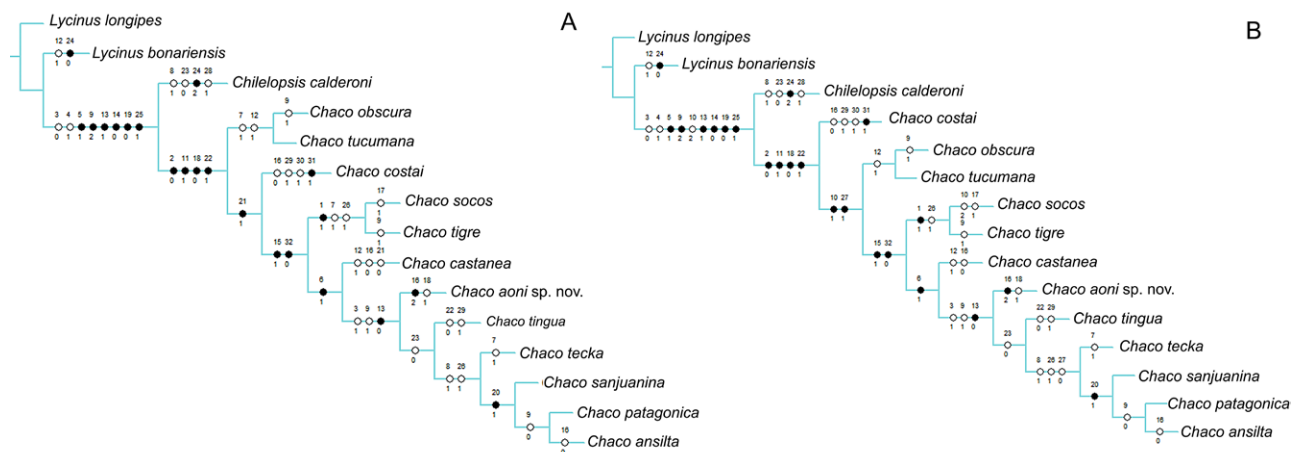 A
Lycinus longipes
12 24
1 0
Lycinus bonariensis
8 23 24 28
1 0 2 1
Chilelopsis calderoni
3 4 5 9 13 14 19 25
0 1 1 2 1 0 0 1
9
1
Chaco obscura
7 12
1 1
Chaco tucumana
2 11 18 22
0 1 0 1
16 29 30 31
0 1 1 1
Chaco costai
21
1
17
1
Chaco socos
1 7 26
1 1 1
9
1
Chaco tigre
15 32
1 0
12 16 21
1 0 0
Chaco castanea
6
1
16 18
2 1
Chaco aoni sp. nov.
3 9 13
1 1 0
22 29
0 1
Chaco tingua
23
0
7
1
Chaco tecka
8 26
1 1
Chaco sanjuanina
20
1
Chaco patagonica
9
0
16
0
Chaco ansilta
B
Lycinus longipes
12 24
1 0
Lycinus bonariensis
8 23 24 28
1 0 2 1
Chilelopsis calderoni
3 4 5 9 10 13 14 19 25
0 1 1 2 2 1 0 0 1
16 29 30 31
0 1 1 1
Chaco costai
2 11 18 22
0 1 0 1
9
1
Chaco obscura
12
1
Chaco tucumana
10 27
1 1
10 17
2 1
Chaco socos
1 26
1 1
9
1
Chaco tigre
15 32
1 0
12 16
1 0
Chaco castanea
6
1
16 18
2 1
Chaco aoni sp. nov.
3 9 13
1 1 0
22 29
0 1
Chaco tingua
23
0
7
1
Chaco tecka
8 26 27
1 1 0
Chaco sanjuanina
20
1
Chaco patagonica
9
0
16
0
Chaco ansilta